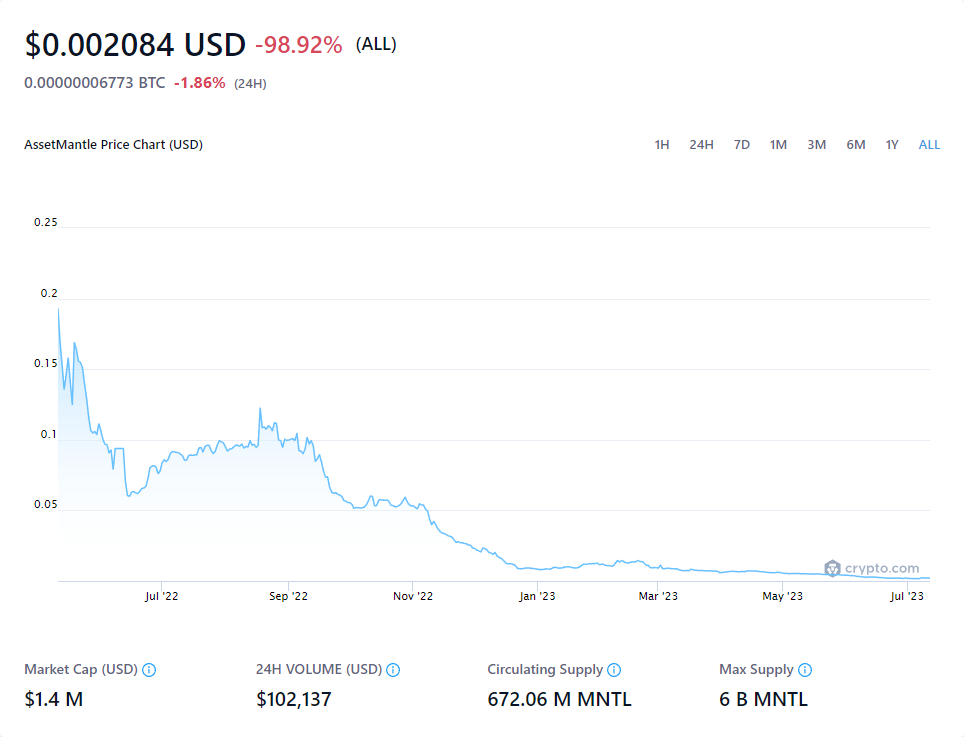 $0.002084 USD -98.92% (ALL)
0.00000006773 BTC -1.86% (24H)
AssetMantle Price Chart (USD) 1H 24H 7D 1M 3M 6M 1Y ALL
0.25
0.2
0.15
0.1
0.05
crypto.com
Jul '22 Sep '22 Nov '22 Jan '23 Mar '23 May '23 Jul '23
Market Cap (USD) 24H VOLUME (USD) Circulating Supply Max Supply
$1.4 M $102,137 672.06 M MNTL 6 B MNTL